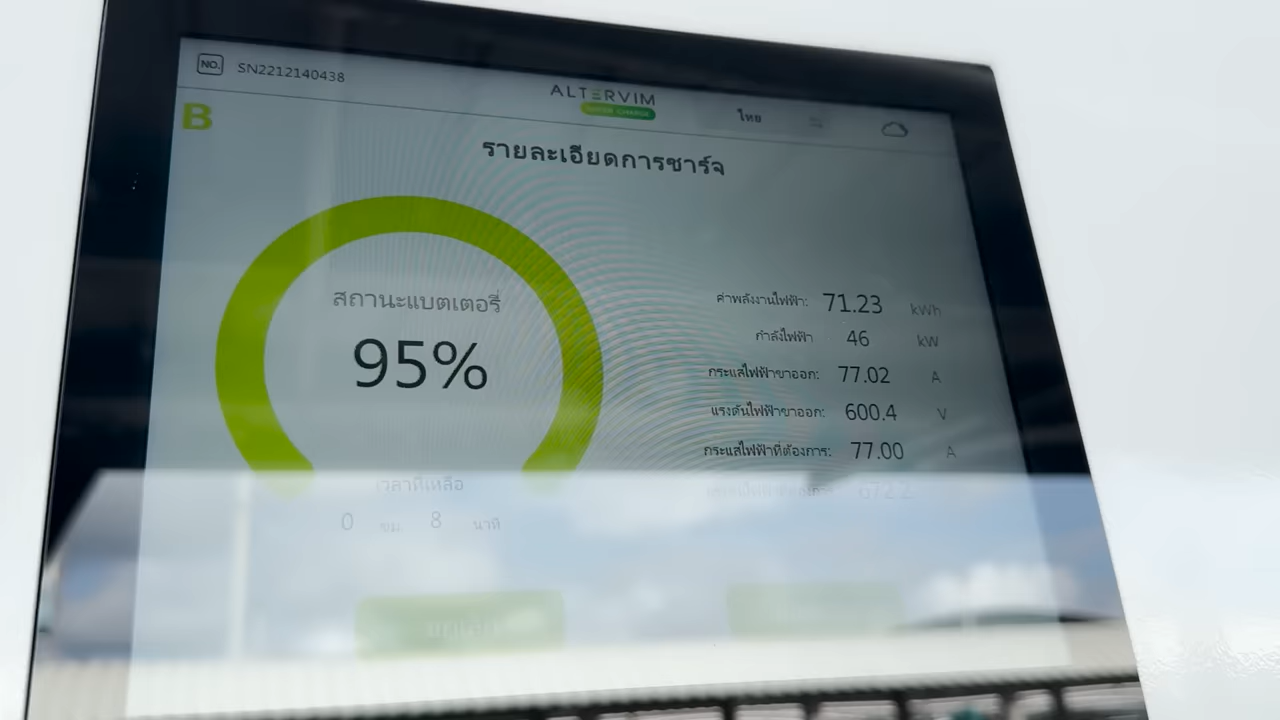 NO. SN2212140438
ALTERVIM
SUPER CHARGE
ไทย
B
รายละเอียดการชาร์จ
สถานะแบตเตอรี่
95%
เวลาที่เหลือ
0 ชม. 8 นาที
ค่าพลังงานไฟฟ้า: 71.23 kWh
กำลังไฟฟ้า 46 kW
กระแสไฟฟ้าขาออก: 77.02 A
แรงดันไฟฟ้าขาออก: 600.4 V
กระแสไฟฟ้าที่ต้องการ: 77.00 A
672.2